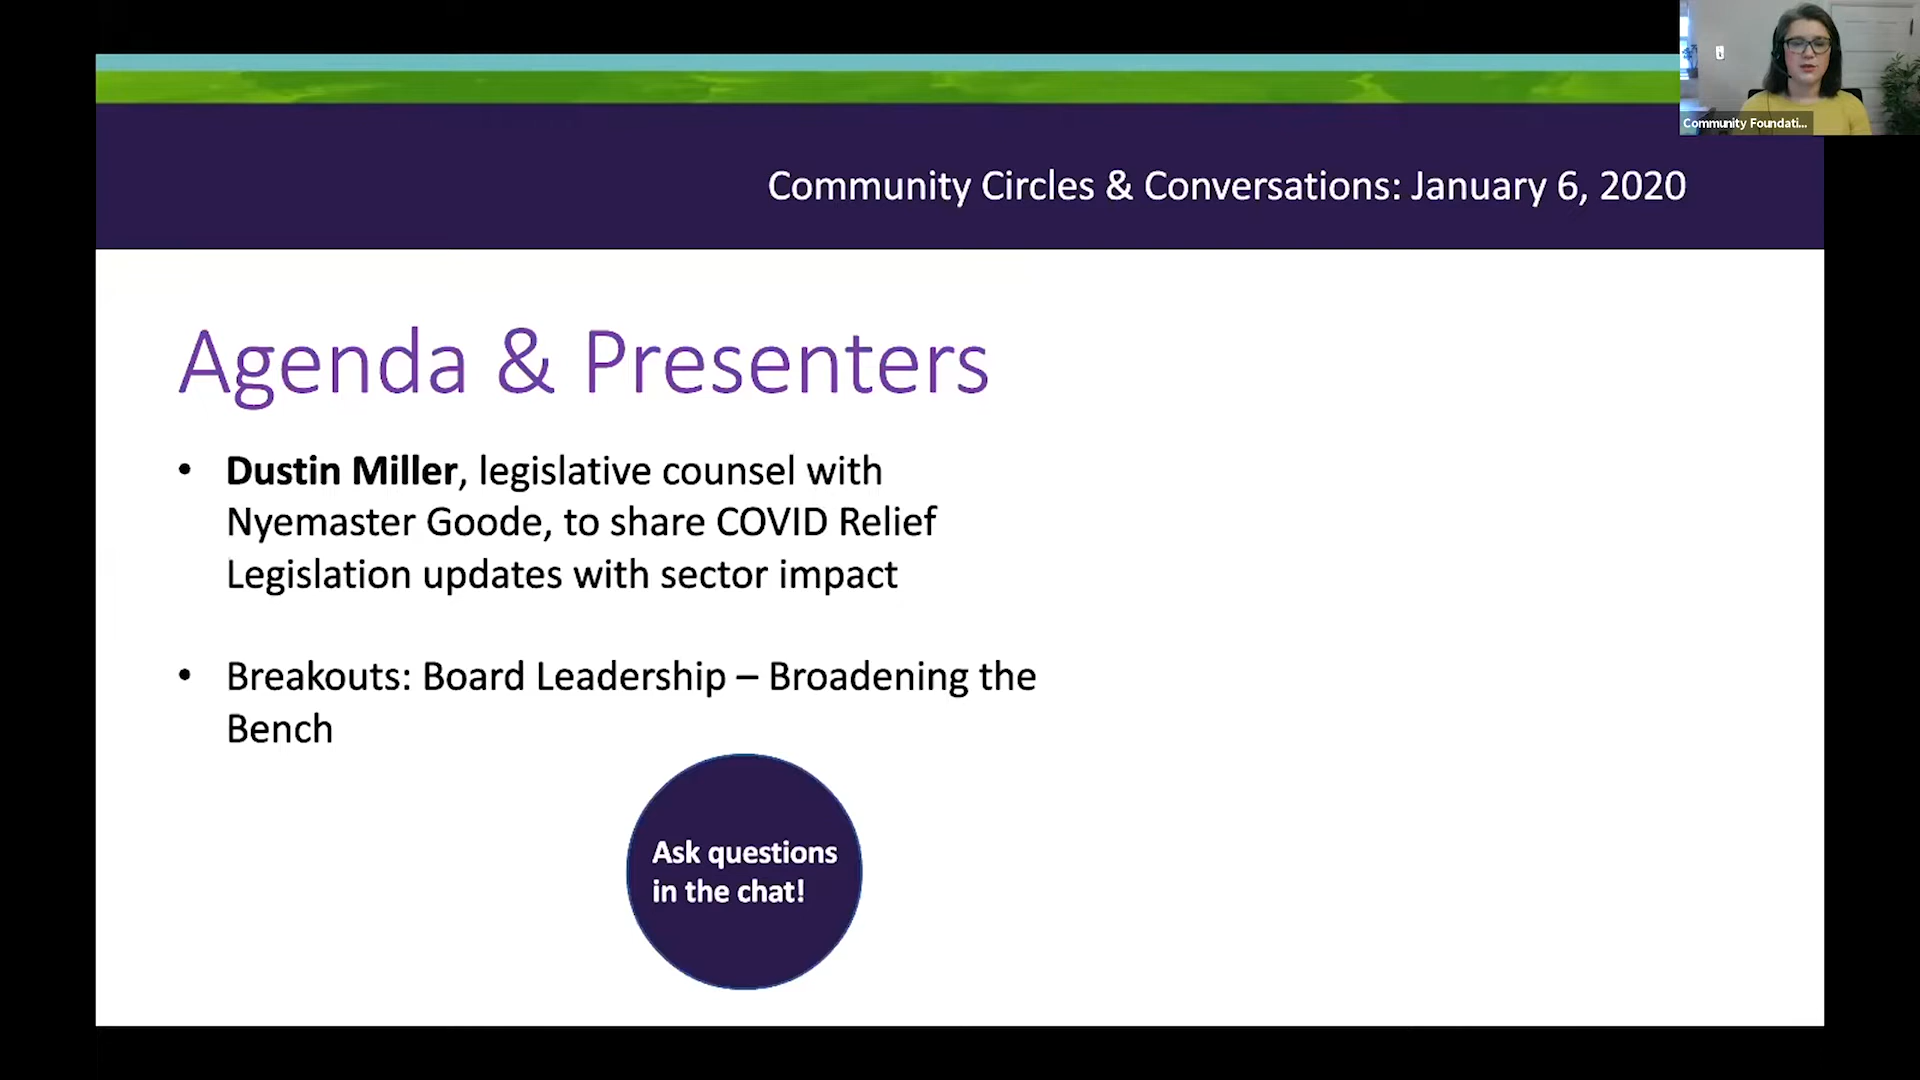 Community Foundati...
Community Circles & Conversations: January 6, 2020
Agenda & Presenters
• Dustin Miller, legislative counsel with
Nyemaster Goode, to share COVID Relief
Legislation updates with sector impact
• Breakouts: Board Leadership – Broadening the
Bench
Ask questions
in the chat!